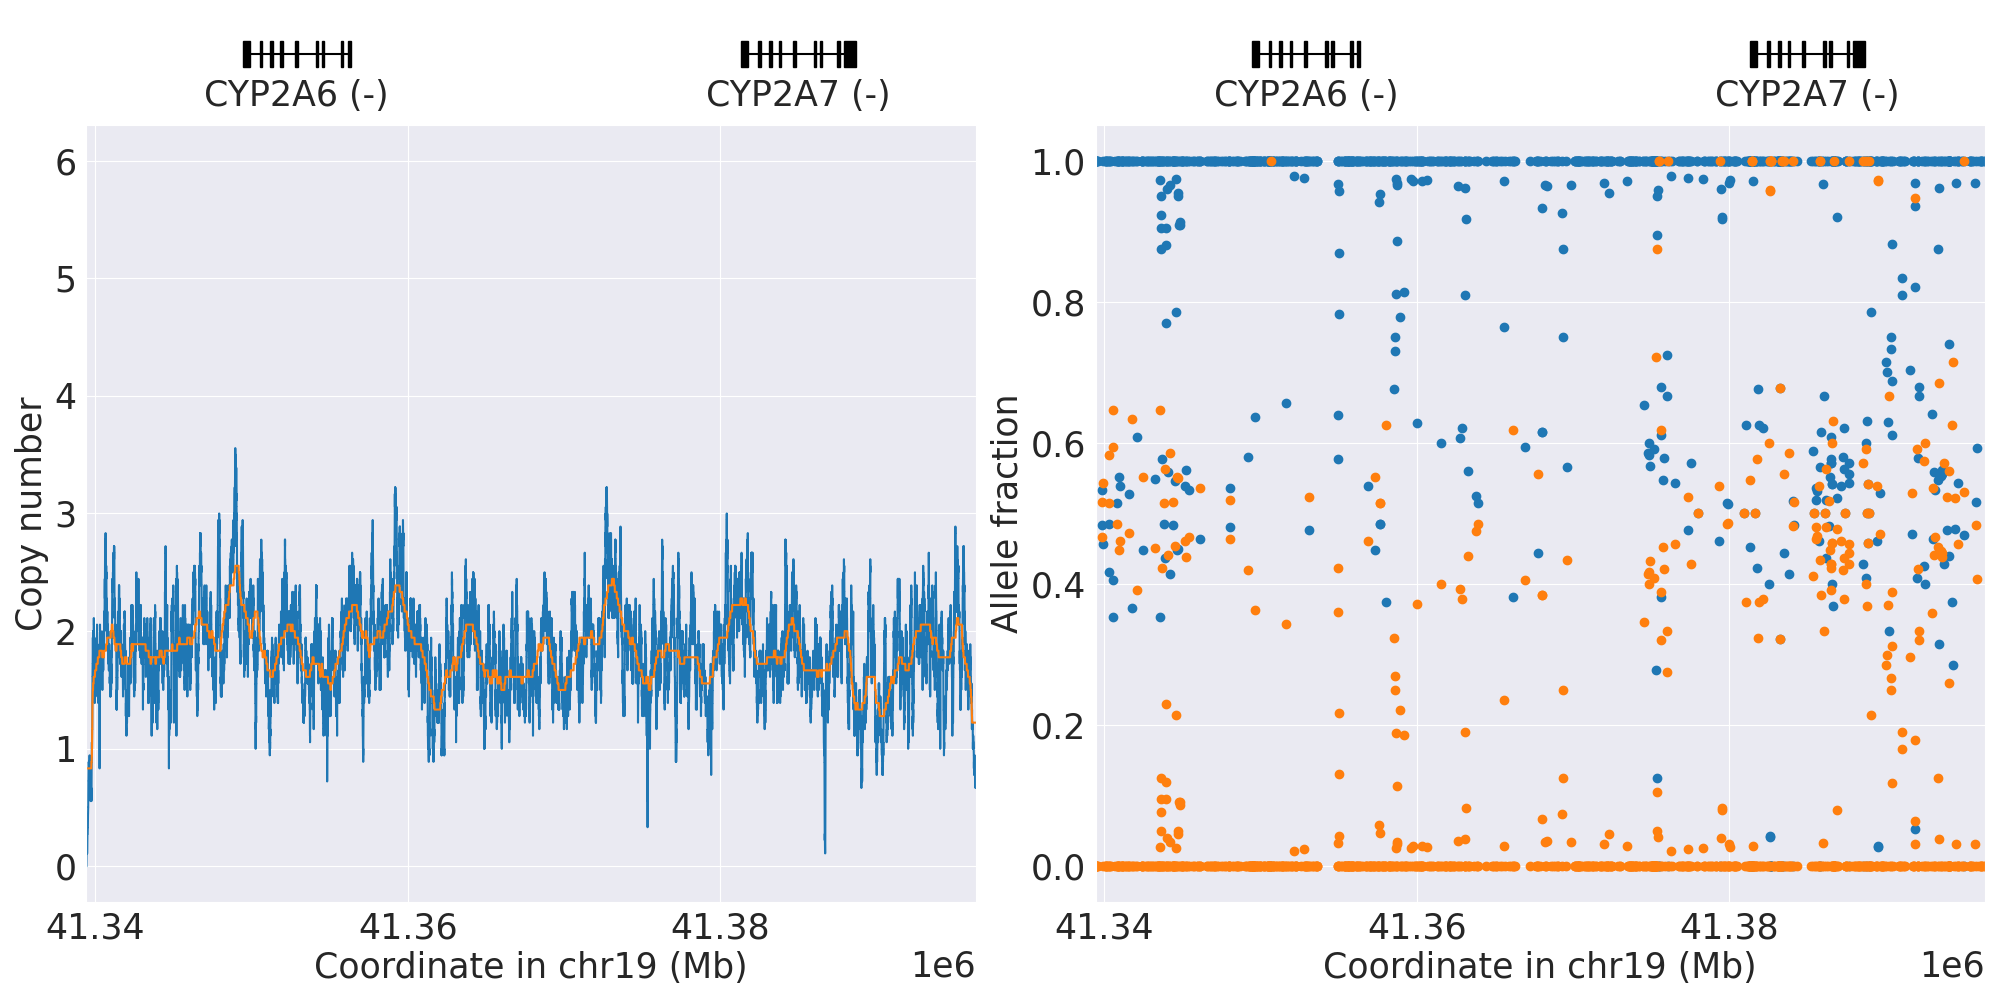 CYP2A6 (-)
CYP2A7 (-)
6
5
4
3
2
1
0
Copy number
41.34
41.36
41.38
Coordinate in chr19 (Mb)
1e6
CYP2A6 (-)
CYP2A7 (-)
1.0
0.8
0.6
0.4
0.2
0.0
Allele fraction
41.34
41.36
41.38
Coordinate in chr19 (Mb)
1e6